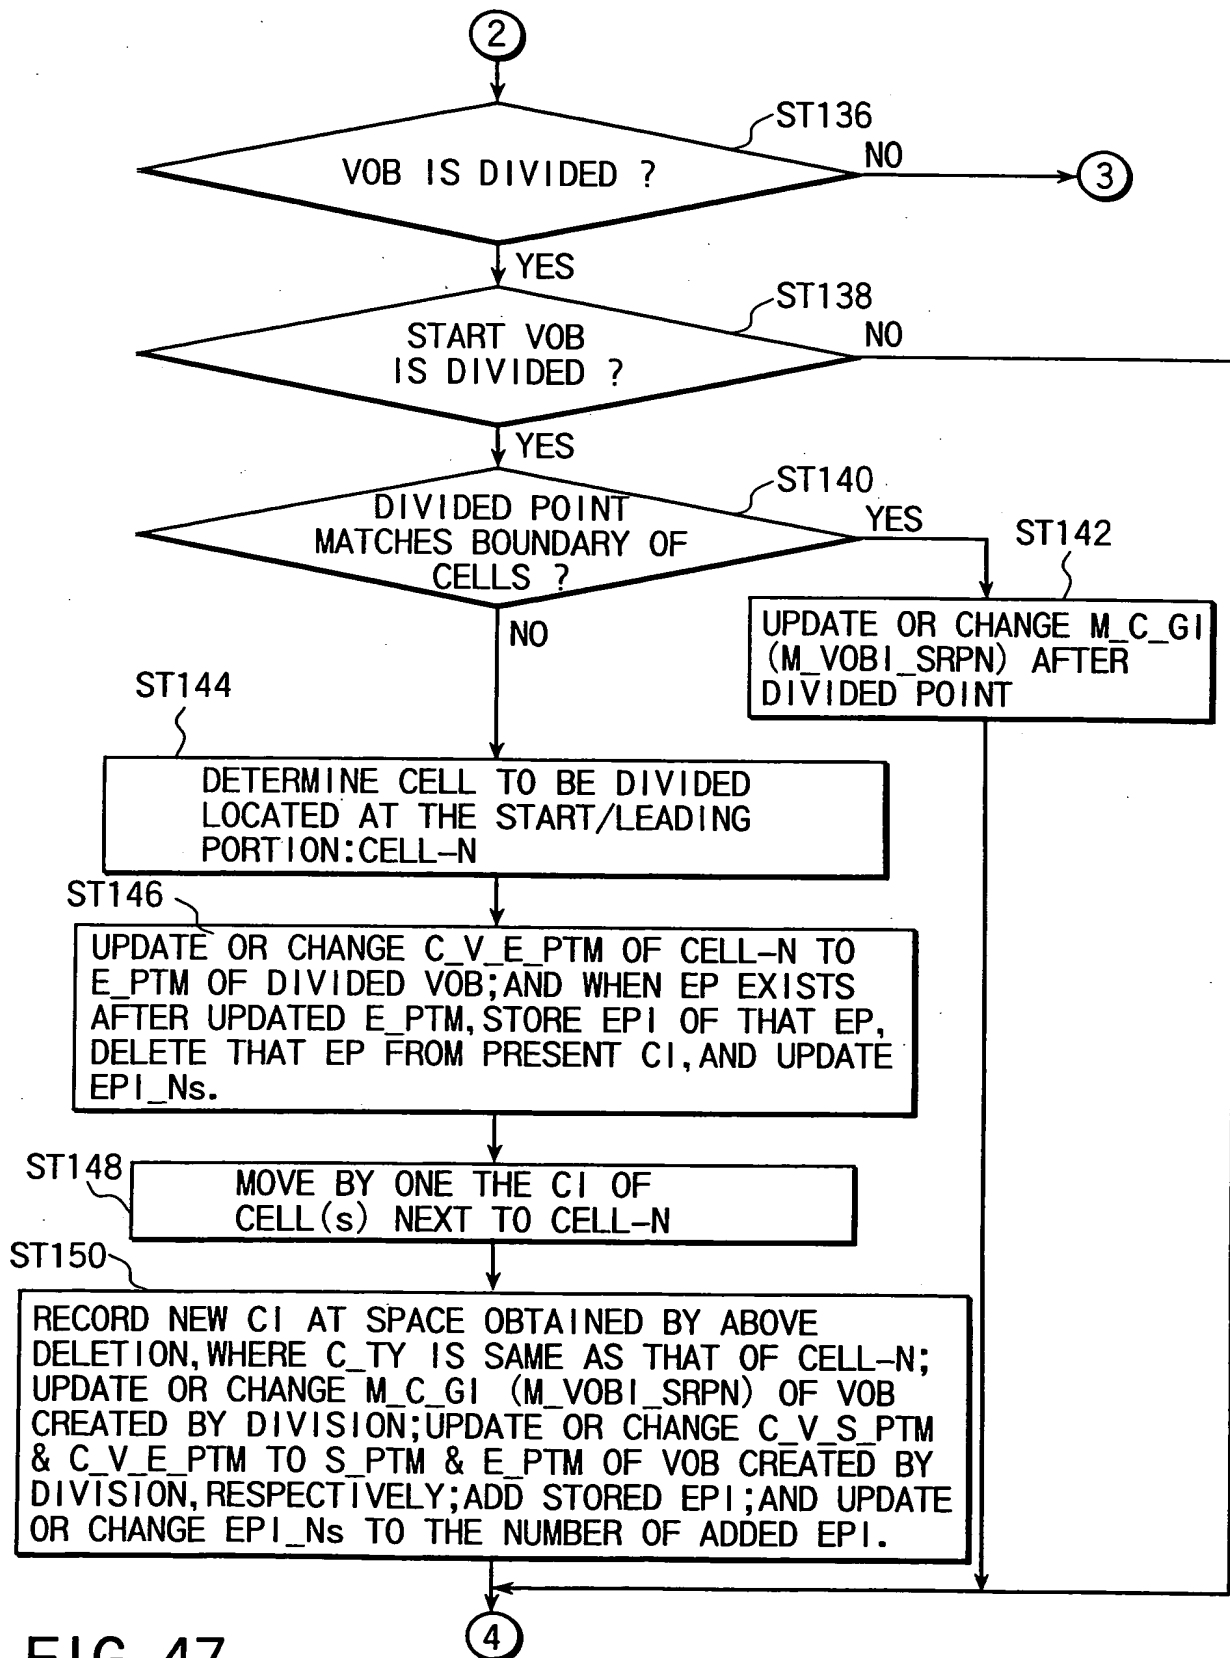 2
ST136
VOB IS DIVIDED ?
NO
3
YES
ST138
START VOB
IS DIVIDED ?
NO
YES
ST140
DIVIDED POINT
MATCHES BOUNDARY OF
CELLS ?
YES
ST142
NO
UPDATE OR CHANGE M_C_GI
(M_VOBI_SRPN) AFTER
DIVIDED POINT
ST144
DETERMINE CELL TO BE DIVIDED
LOCATED AT THE START/LEADING
PORTION:CELL-N
ST146
UPDATE OR CHANGE C_V_E_PTM OF CELL-N TO
E_PTM OF DIVIDED VOB;AND WHEN EP EXISTS
AFTER UPDATED E_PTM,STORE EPI OF THAT EP,
DELETE THAT EP FROM PRESENT CI,AND UPDATE
EPI_Ns.
ST148
MOVE BY ONE THE CI OF
CELL(s) NEXT TO CELL-N
ST150
RECORD NEW CI AT SPACE OBTAINED BY ABOVE
DELETION,WHERE C_TY IS SAME AS THAT OF CELL-N;
UPDATE OR CHANGE M_C_GI (M_VOBI_SRPN) OF VOB
CREATED BY DIVISION;UPDATE OR CHANGE C_V_S_PTM
& C_V_E_PTM TO S_PTM & E_PTM OF VOB CREATED BY
DIVISION,RESPECTIVELY;ADD STORED EPI;AND UPDATE
OR CHANGE EPI_Ns TO THE NUMBER OF ADDED EPI.
4
FIG. 47